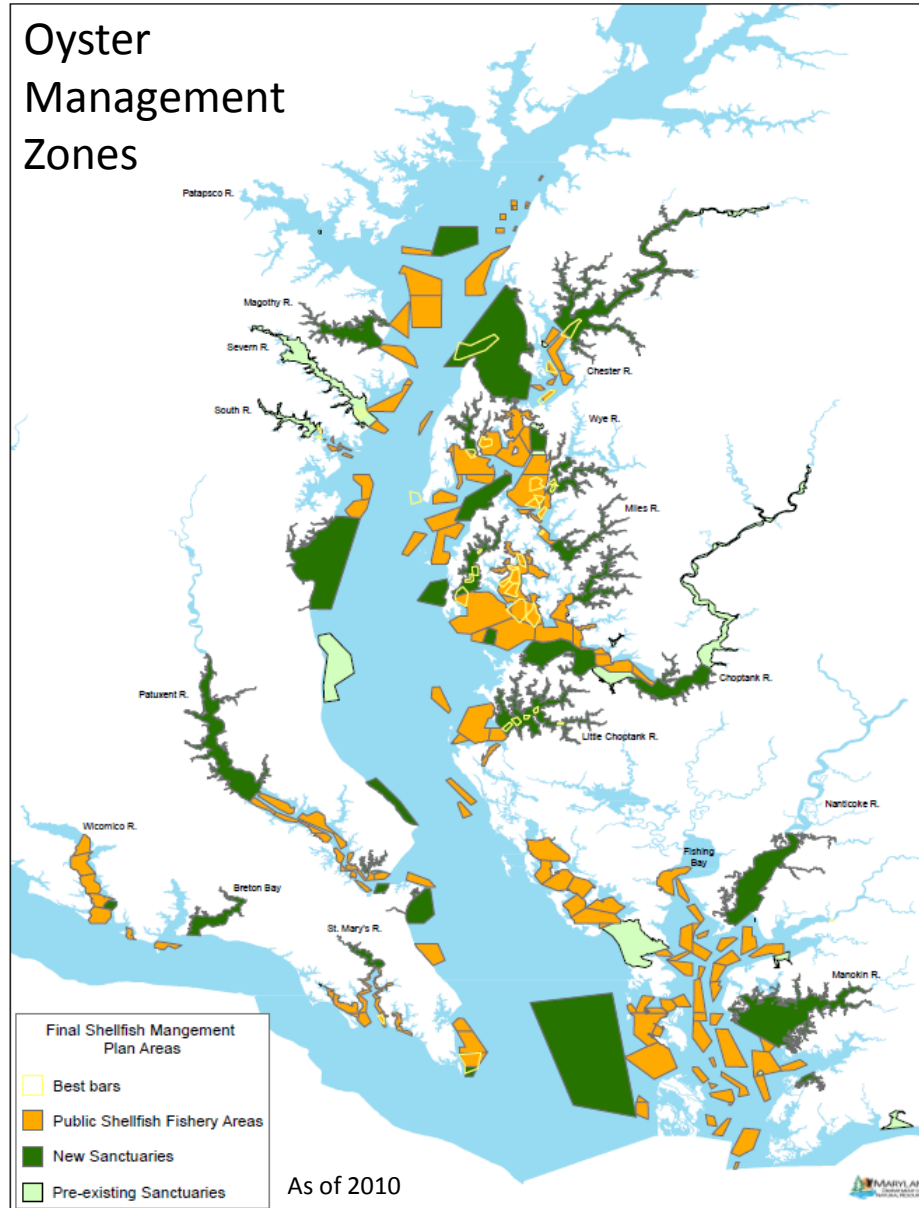 Oyster
Management
Zones
Patapsco R.
Magothy R.
Severn R.
Chester R.
South R.
Wye R.
Miles R.
Choptank R.
Patuxent R.
Little Choptank R.
Nanticoke R.
Wicomico R.
Fishing
Bay
Breton Bay
St. Mary's R.
Manokin R.
Final Shellfish Mangement
Plan Areas
Best bars
Public Shellfish Fishery Areas
New Sanctuaries
Pre-existing Sanctuaries
As of 2010
MARYLAND